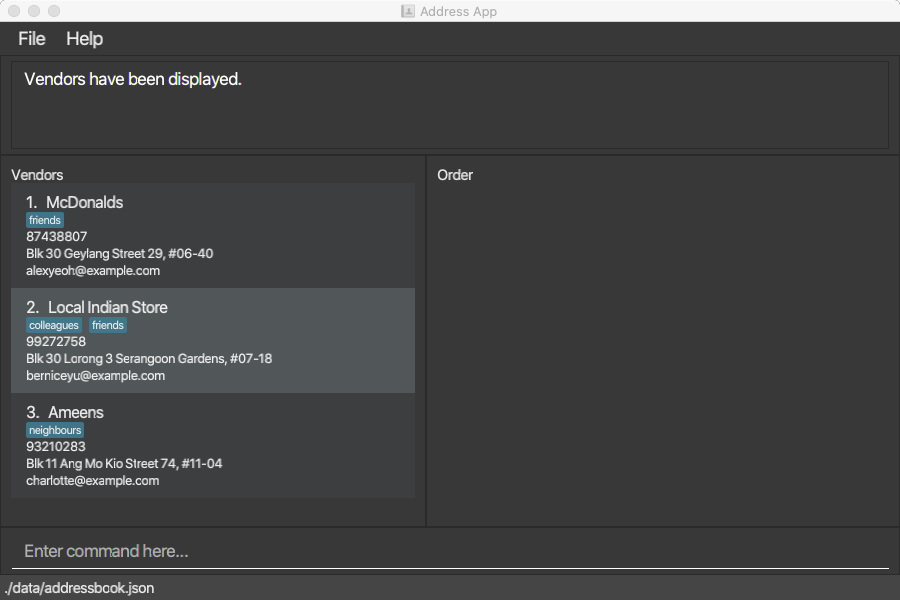 Address App
File Help
Vendors have been displayed.
Vendors
1. McDonalds
friends
87438807
Blk 30 Geylang Street 29, #06-40
alexyeoh@example.com
2. Local Indian Store
colleagues friends
99272758
Blk 30 Lorong 3 Serangoon Gardens, #07-18
berniceyu@example.com
3. Ameens
neighbours
93210283
Blk 11 Ang Mo Kio Street 74, #11-04
charlotte@example.com
Order
Enter command here...
./data/addressbook.json